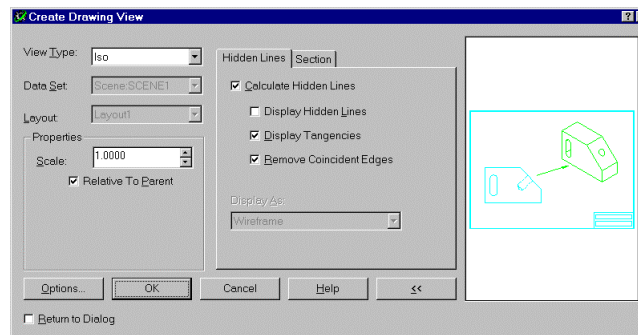 Create Drawing View
View Type: Iso
Data Set: Scene:SCENE1
Layout: Layout1
Properties
Scale: 1.0000
Relative To Parent
Hidden Lines Section
Calculate Hidden Lines
Display Hidden Lines
Display Tangencies
Remove Coincident Edges
Display As:
Wireframe
Options... OK Cancel Help <<
Return to Dialog